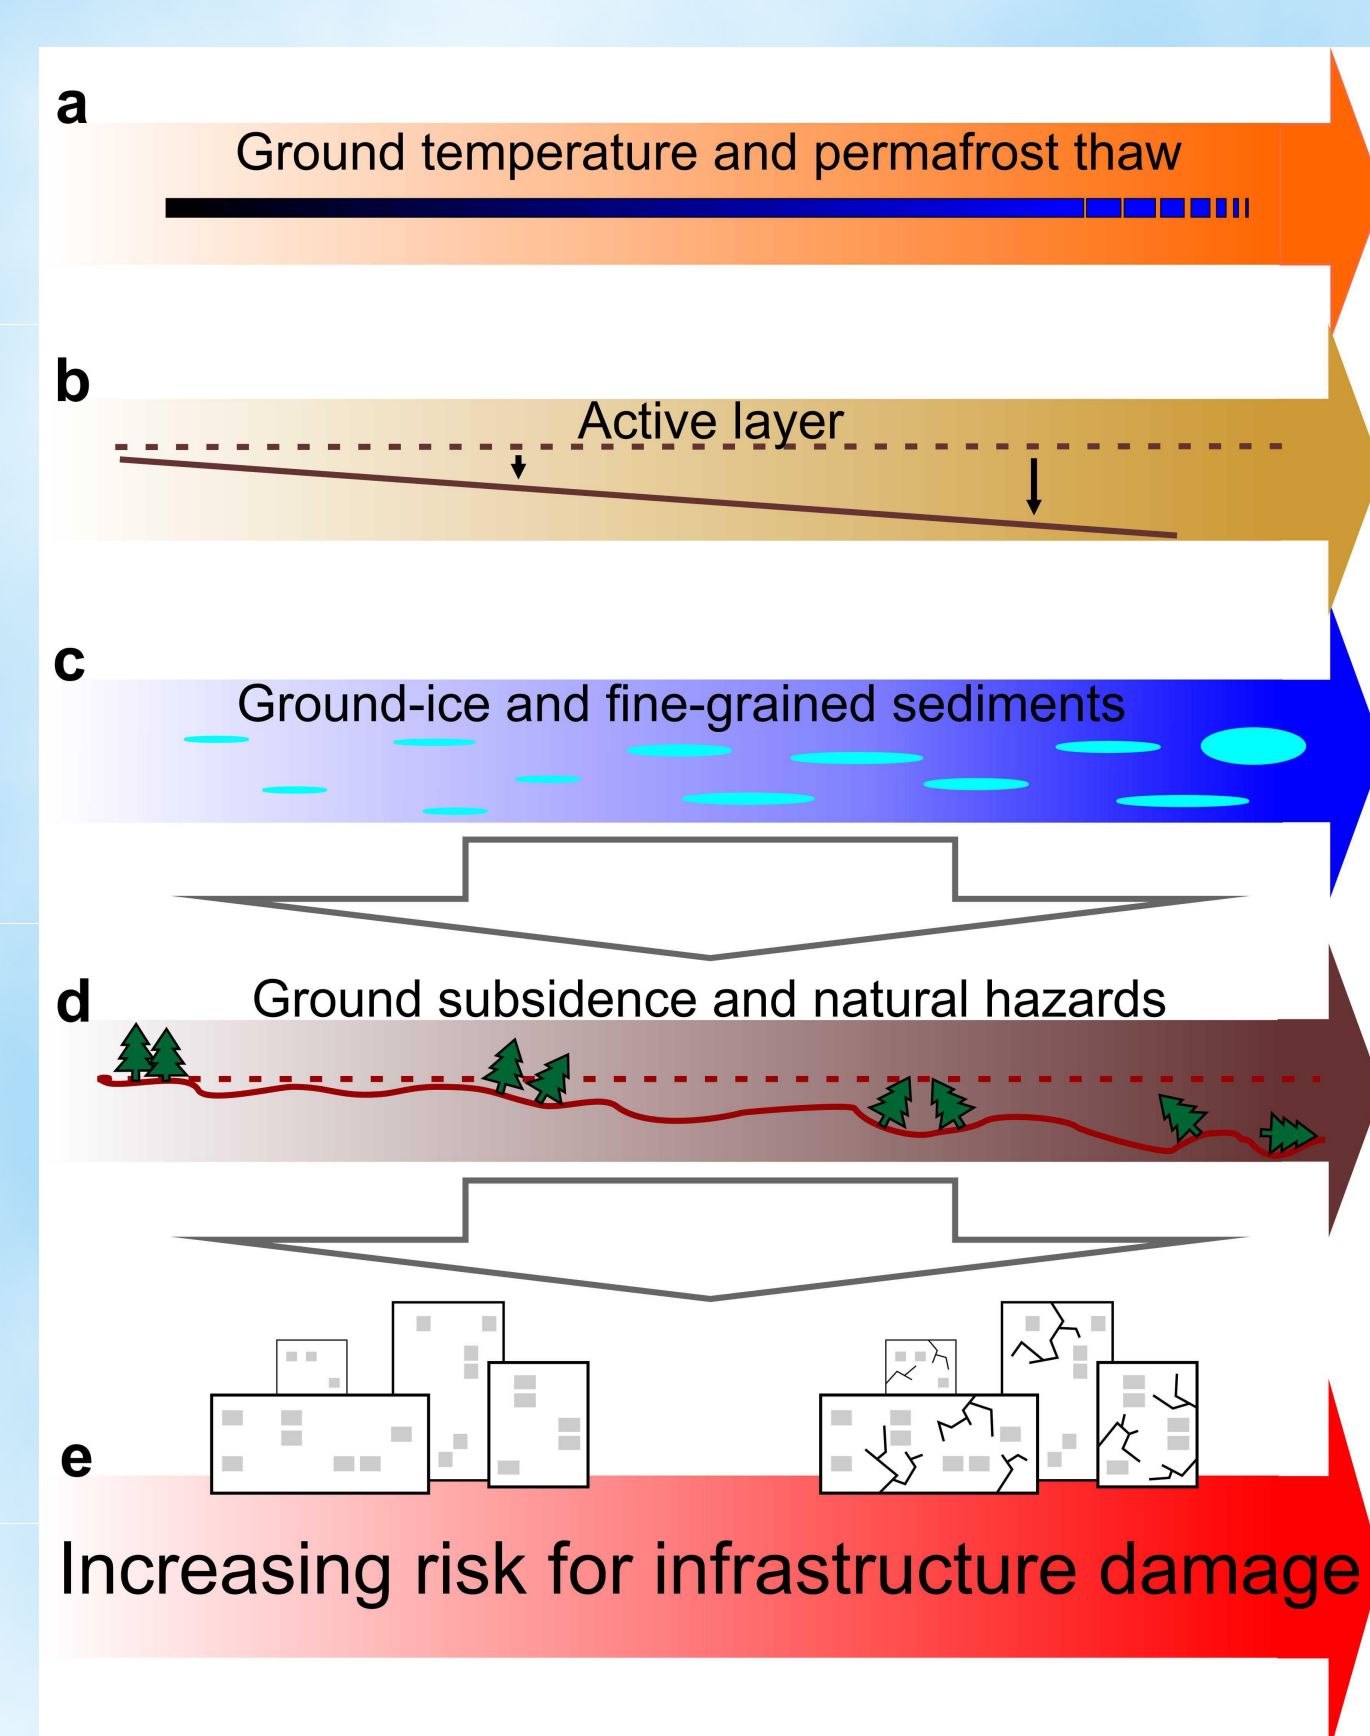 a
Ground temperature and permafrost thaw
b
Active layer
c
Ground-ice and fine-grained sediments
d
Ground subsidence and natural hazards
e
Increasing risk for infrastructure damage